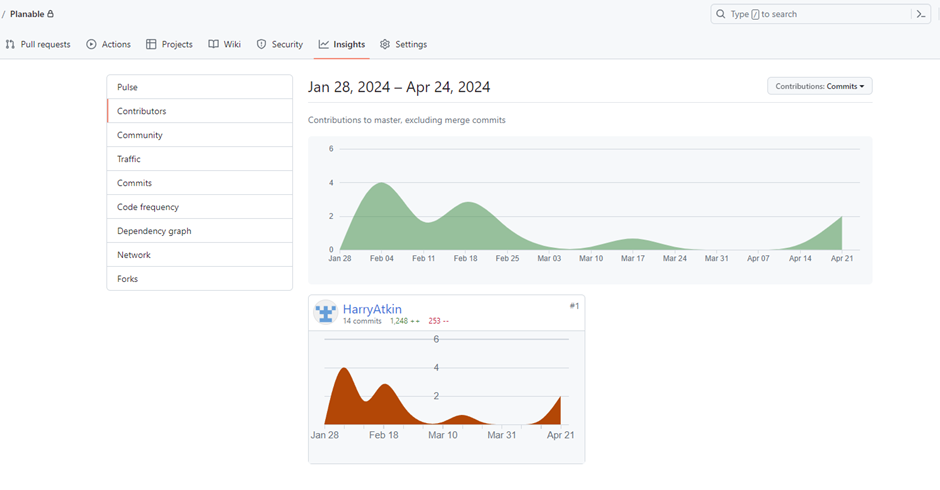 / Planable
Type / to search
Pull requests Actions Projects Wiki Security Insights Settings
Pulse
Contributors
Community
Traffic
Commits
Code frequency
Dependency graph
Network
Forks
Jan 28, 2024 – Apr 24, 2024
Contributions: Commits
Contributions to master, excluding merge commits
6
4
2
0
Jan 28 Feb 04 Feb 11 Feb 18 Feb 25 Mar 03 Mar 10 Mar 17 Mar 24 Mar 31 Apr 07 Apr 14 Apr 21
HarryAtkin #1
14 commits 1,248 ++ 253 --
6
4
2
Jan 28 Feb 18 Mar 10 Mar 31 Apr 21